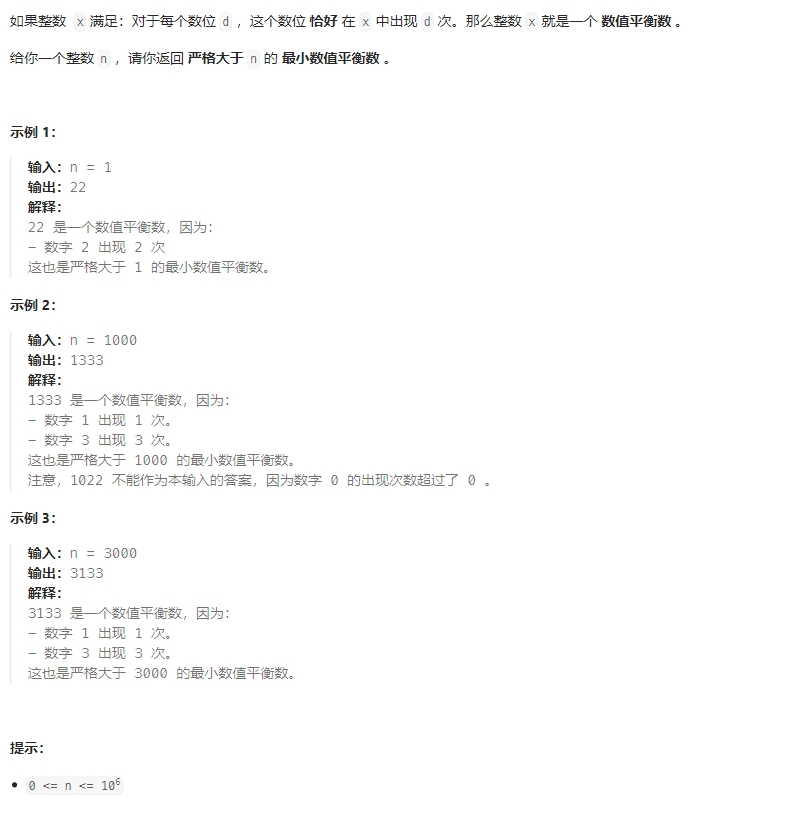 如果整数 x 满足：对于每个数位 d ，这个数位 恰好 在 x 中出现 d 次。那么整数 x 就是一个 数值平衡数 。
给你一个整数 n ，请你返回 严格大于 n 的 最小数值平衡数 。
示例 1：
输入：n = 1
输出：22
解释：
22 是一个数值平衡数，因为：
- 数字 2 出现 2 次
这也是严格大于 1 的最小数值平衡数。
示例 2：
输入：n = 1000
输出：1333
解释：
1333 是一个数值平衡数，因为：
- 数字 1 出现 1 次。
- 数字 3 出现 3 次。
这也是严格大于 1000 的最小数值平衡数。
注意，1022 不能作为本输入的答案，因为数字 0 的出现次数超过了 0 。
示例 3：
输入：n = 3000
输出：3133
解释：
3133 是一个数值平衡数，因为：
- 数字 1 出现 1 次。
- 数字 3 出现 3 次。
这也是严格大于 3000 的最小数值平衡数。
提示：
• 0 <= n <= 10⁶